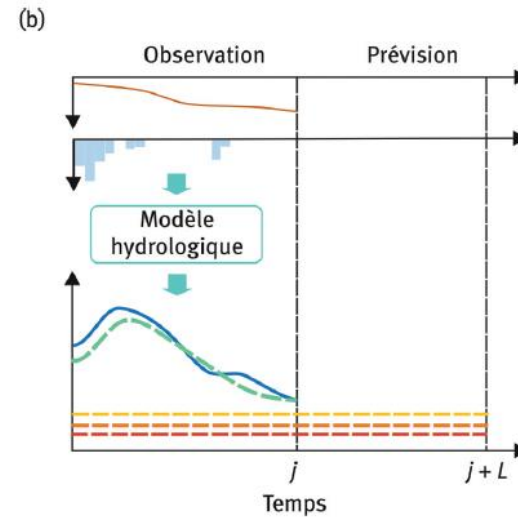 (b)
Observation
Prévision
Modèle
hydrologique
j
j + L
Temps